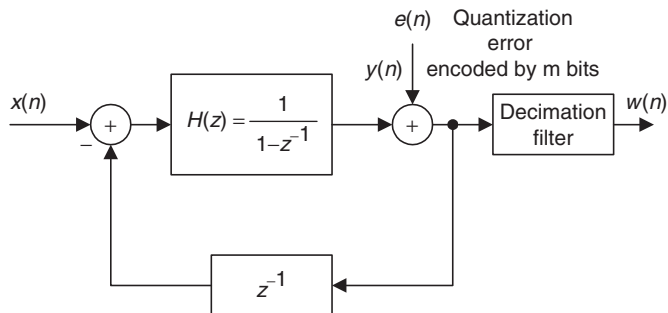 e(n) Quantization
error
y(n) encoded by m bits
x(n)
+
−
H(z) = 1 / 1−z⁻¹
+
Decimation
filter
w(n)
z⁻¹